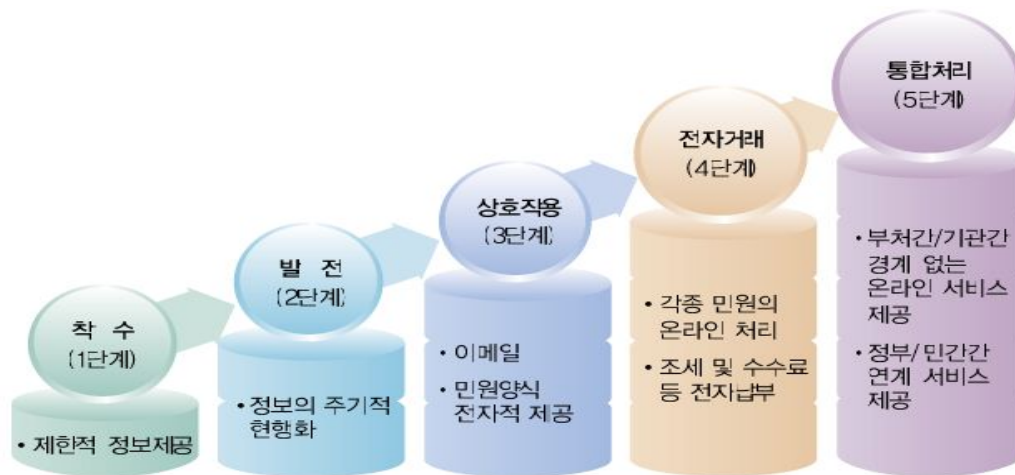 착 수
(1단계)
• 제한적 정보제공
발 전
(2단계)
• 정보의 주기적
현행화
상호작용
(3단계)
• 이메일
• 민원양식
전자적 제공
전자거래
(4단계)
• 각종 민원의
온라인 처리
• 조세 및 수수료
등 전자납부
통합처리
(5단계)
• 부처간/기관간
경계 없는
온라인 서비스
제공
• 정부/민간간
연계 서비스
제공